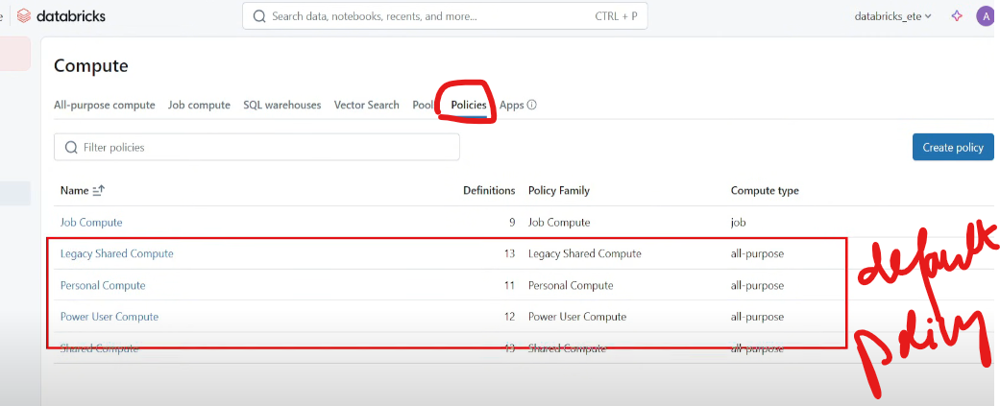 databricks
Search data, notebooks, recents, and more... CTRL + P
databricks_ete
A
Compute
All-purpose compute Job compute SQL warehouses Vector Search Pool Policies Apps
Filter policies
Create policy
Name Definitions Policy Family Compute type
Job Compute 9 Job Compute job
Legacy Shared Compute 13 Legacy Shared Compute all-purpose
Personal Compute 11 Personal Compute all-purpose
Power User Compute 12 Power User Compute all-purpose
Shared Compute 13 Shared Compute all-purpose
default
policy